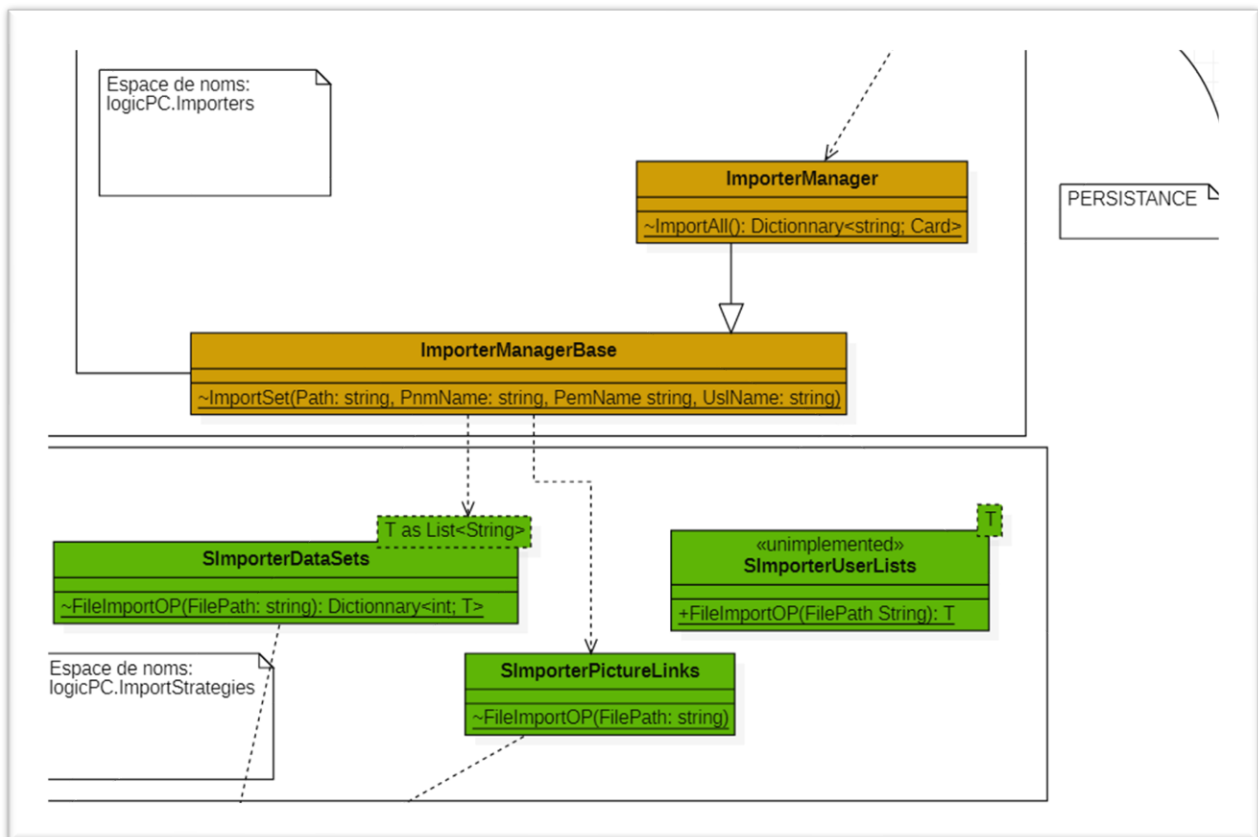 Espace de noms:
logicPC.Importers
ImporterManager
~ImportAll(): Dictionnary<string; Card>
PERSISTANCE
ImporterManagerBase
~ImportSet(Path: string, PnmName: string, PemName string, UslName: string)
T as List<String>
SImporterDataSets
~FileImportOP(FilePath: string): Dictionnary<int; T>
T
«unimplemented»
SImporterUserLists
+FileImportOP(FilePath String): T
Espace de noms:
logicPC.ImportStrategies
SImporterPictureLinks
~FileImportOP(FilePath: string)